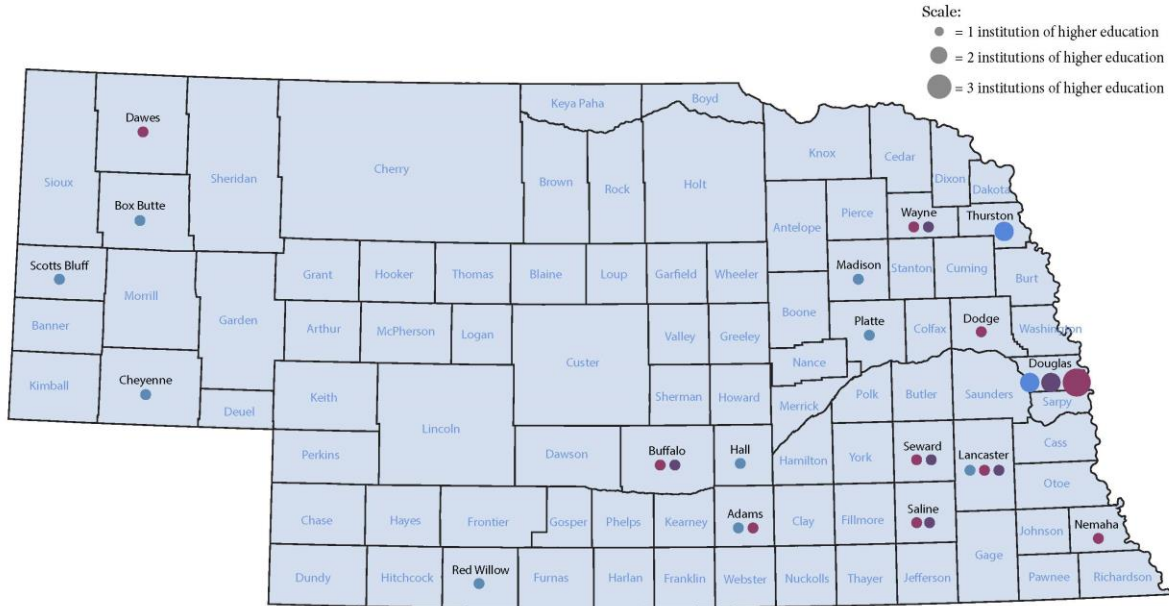 Scale:
= 1 institution of higher education
= 2 institutions of higher education
= 3 institutions of higher education
Keya Paha
Boyd
Dawes
Knox
Cedar
Cherry
Sioux
Sheridan
Brown
Rock
Holt
Dixon
Dakota
Box Butte
Antelope
Pierce
Wayne
Thurston
Scotts Bluff
Morrill
Grant
Hooker
Thomas
Blaine
Loup
Garfield
Wheeler
Madison
Stanton
Cuming
Burt
Banner
Garden
Arthur
McPherson
Logan
Valley
Greeley
Boone
Platte
Colfax
Dodge
Washington
Custer
Nance
Douglas
Kimball
Cheyenne
Deuel
Keith
Lincoln
Sherman
Howard
Merrick
Polk
Butler
Saunders
Sarpy
Perkins
Dawson
Buffalo
Hall
Hamilton
York
Seward
Lancaster
Cass
Otoe
Chase
Hayes
Frontier
Gosper
Phelps
Kearney
Adams
Clay
Fillmore
Saline
Johnson
Nemaha
Gage
Dundy
Hitchcock
Red Willow
Furnas
Harlan
Franklin
Webster
Nuckolls
Thayer
Jefferson
Pawnee
Richardson